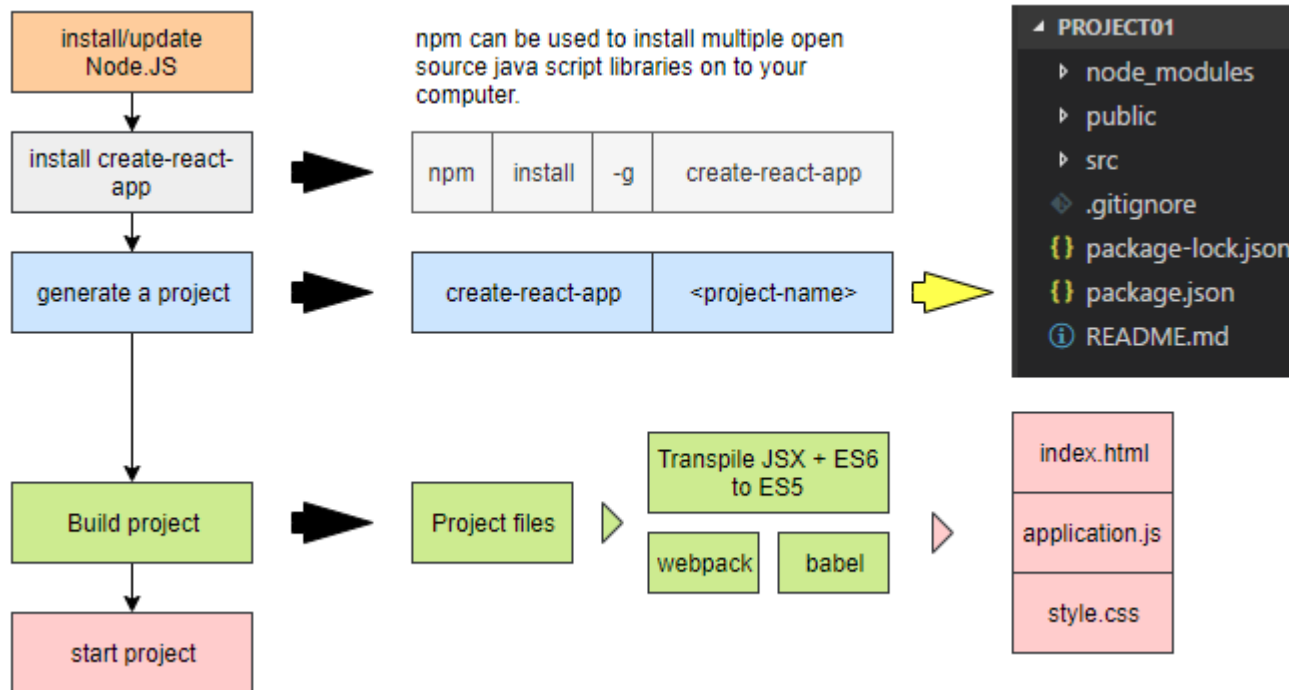 install/update
Node.JS
npm can be used to install multiple open
source java script libraries on to your
computer.
install create-react-
app
npm install -g create-react-app
generate a project
create-react-app <project-name>
PROJECT01
node_modules
public
src
.gitignore
package-lock.json
package.json
README.md
Build project
Project files
Transpile JSX + ES6
to ES5
webpack babel
index.html
application.js
style.css
start project